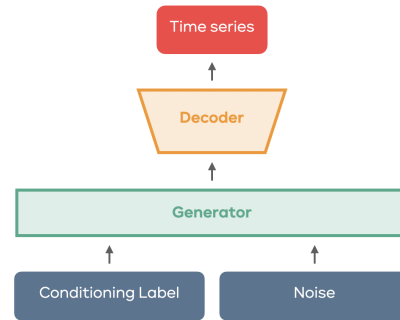 Time series
Decoder
Generator
Conditioning Label
Noise